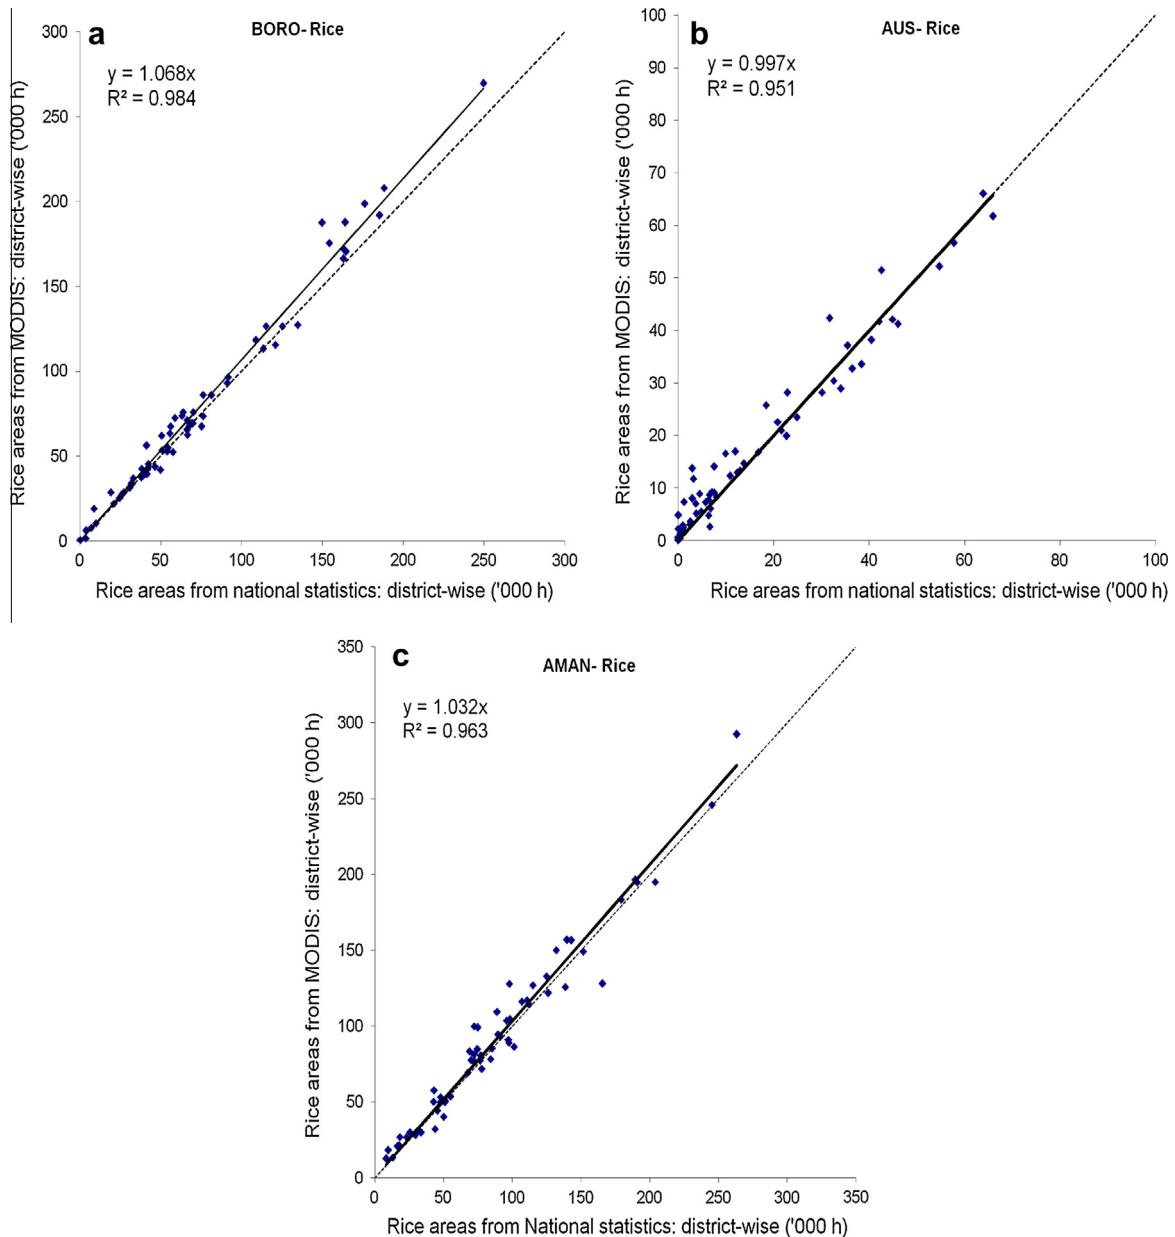 a
BORO- Rice
y = 1.068x
R² = 0.984
300
250
200
150
100
50
0
0 50 100 150 200 250 300
Rice areas from MODIS: district-wise ('000 h)
Rice areas from national statistics: district-wise ('000 h)
b
AUS- Rice
y = 0.997x
R² = 0.951
100
90
80
70
60
50
40
30
20
10
0
0 20 40 60 80 100
Rice areas from MODIS: district-wise ('000 h)
Rice areas from national statistics: district-wise ('000 h)
c
AMAN- Rice
y = 1.032x
R² = 0.963
350
300
250
200
150
100
50
0
0 50 100 150 200 250 300 350
Rice areas from MODIS: district-wise ('000 h)
Rice areas from National statistics: district-wise ('000 h)